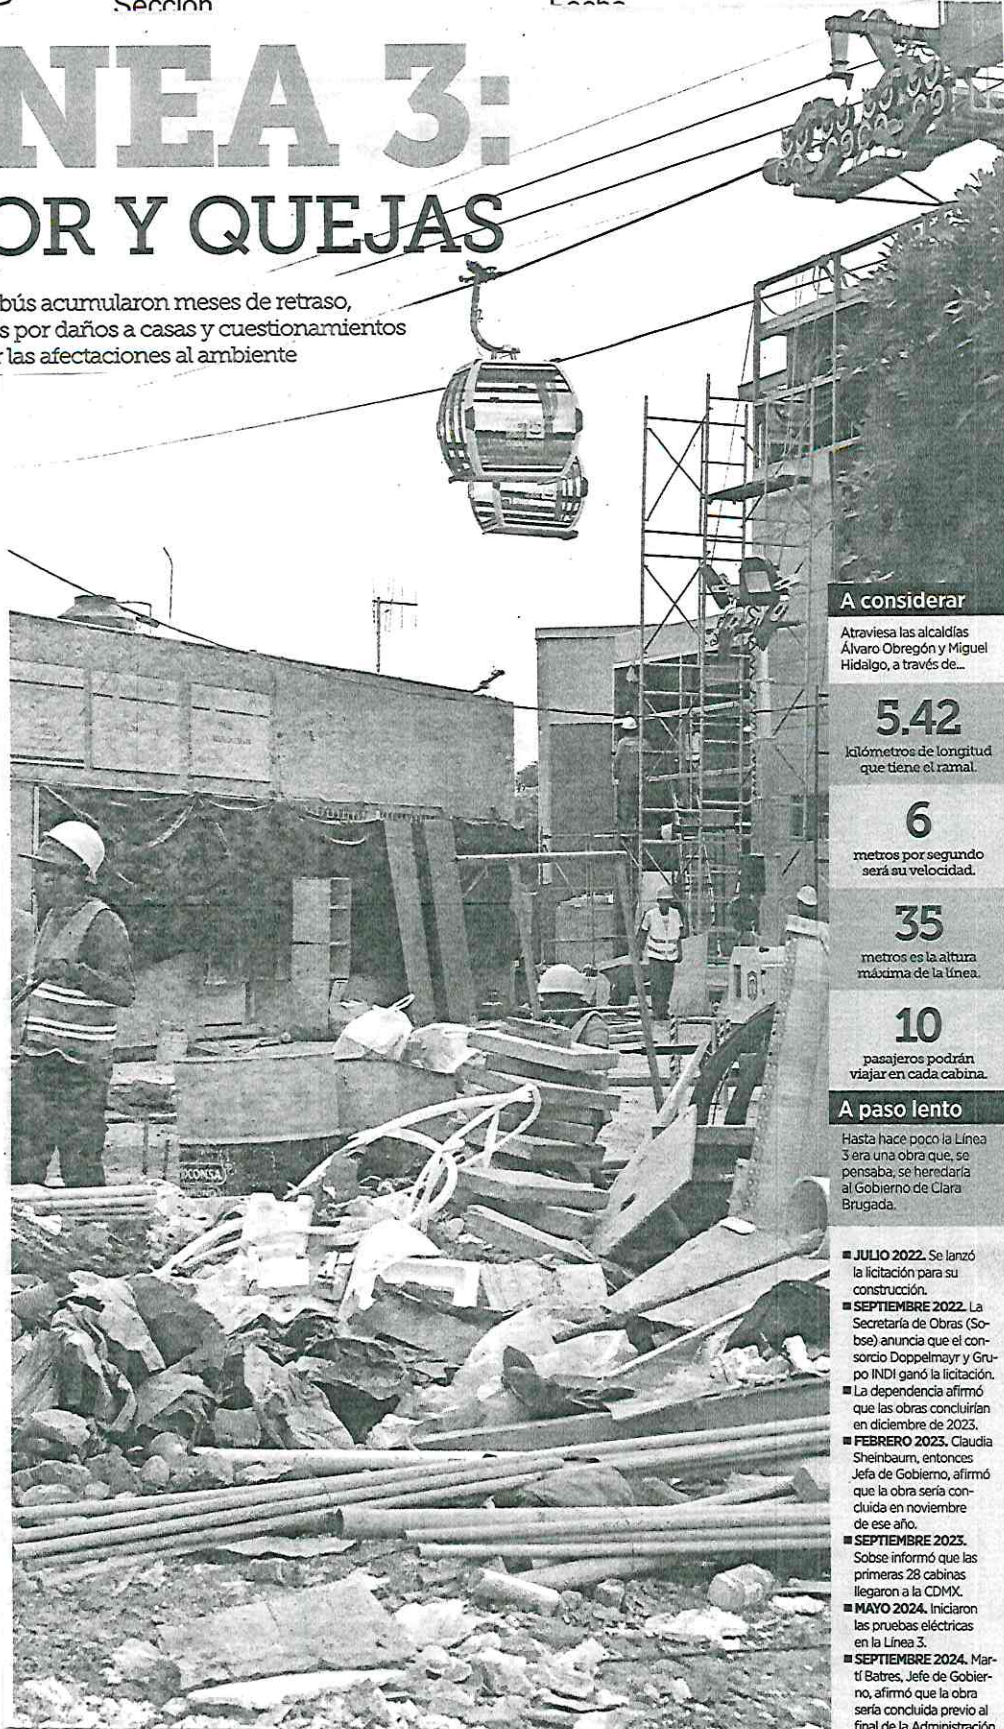 Sección
Fecha
NEA 3:
OR Y QUEJAS
bús acumularon meses de retraso,
s por daños a casas y cuestionamientos
r las afectaciones al ambiente
A considerar
Atraviesa las alcaldías
Álvaro Obregón y Miguel
Hidalgo, a través de...
5.42
kilómetros de longitud
que tiene el ramal.
6
metros por segundo
será su velocidad.
35
metros es la altura
máxima de la línea.
10
pasajeros podrán
viajar en cada cabina.
A paso lento
Hasta hace poco la Línea
3 era una obra que, se
pensaba, se heredaría
al Gobierno de Clara
Brugada.
■ JULIO 2022. Se lanzó
la licitación para su
construcción.
■ SEPTIEMBRE 2022. La
Secretaría de Obras (So-
bse) anuncia que el con-
sorcio Doppelmayr y Gru-
po INDI ganó la licitación.
■ La dependencia afirmó
que las obras concluirían
en diciembre de 2023.
■ FEBRERO 2023. Claudia
Sheinbaum, entonces
Jefa de Gobierno, afirmó
que la obra sería con-
cluida en noviembre
de ese año.
■ SEPTIEMBRE 2023.
Sobse informó que las
primeras 28 cabinas
llegaron a la CDMX.
■ MAYO 2024. Iniciaron
las pruebas eléctricas
en la Línea 3.
■ SEPTIEMBRE 2024. Mar-
tí Batres, Jefe de Gobier-
no, afirmó que la obra
sería concluida previo al
final de la Administración